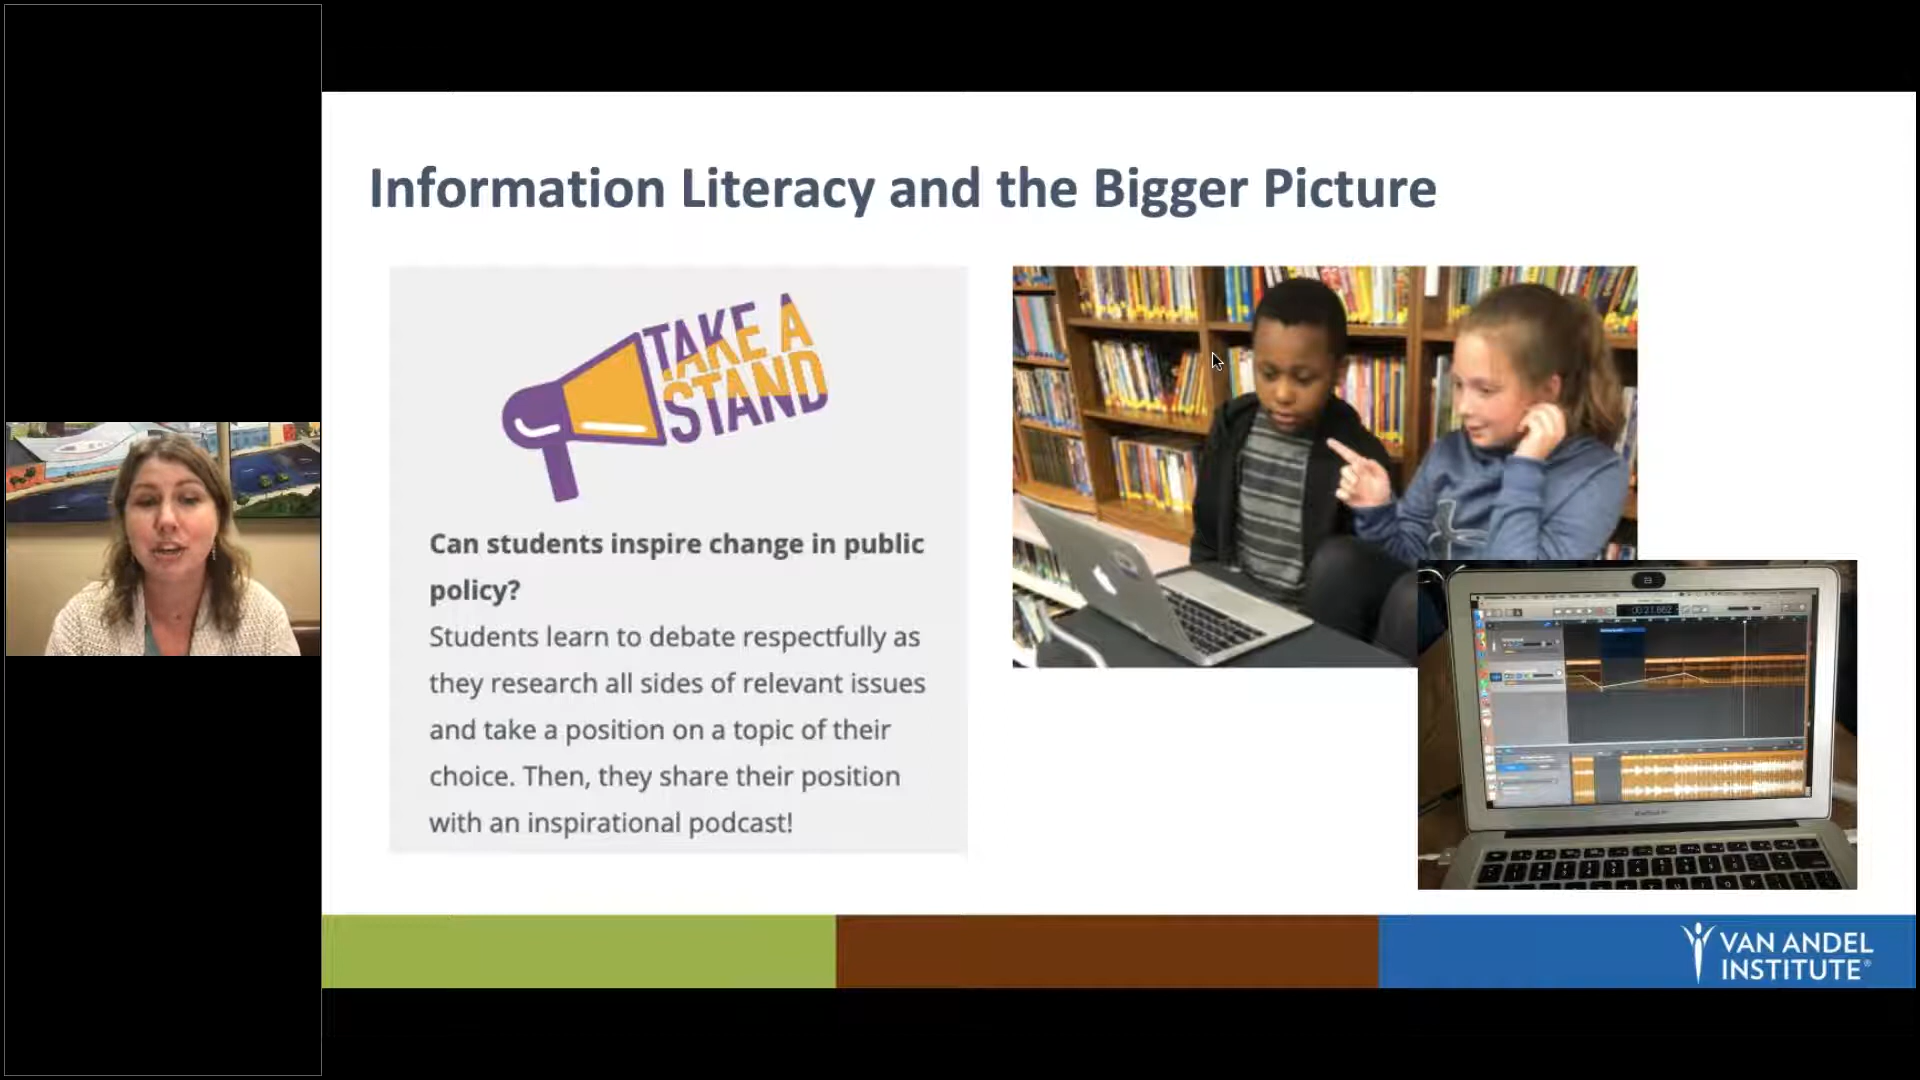 Information Literacy and the Bigger Picture
TAKE A
STAND
Can students inspire change in public
policy?
Students learn to debate respectfully as
they research all sides of relevant issues
and take a position on a topic of their
choice. Then, they share their position
with an inspirational podcast!
VAN ANDEL
INSTITUTE®